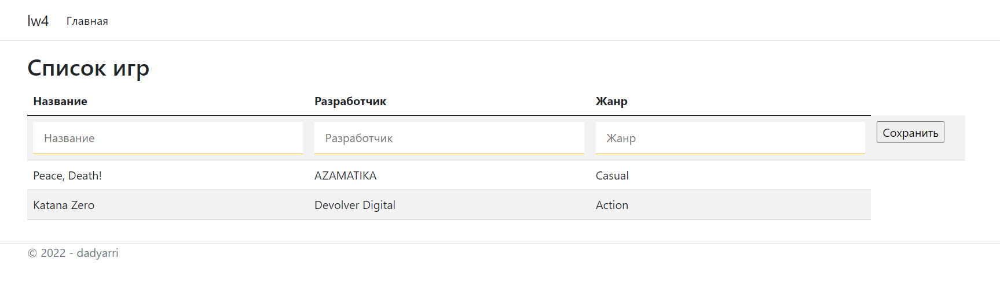 lw4 Главная
Список игр
Название Разработчик Жанр
Название Разработчик Жанр Сохранить
Peace, Death! AZAMATIKA Casual
Katana Zero Devolver Digital Action
© 2022 - dadyarri